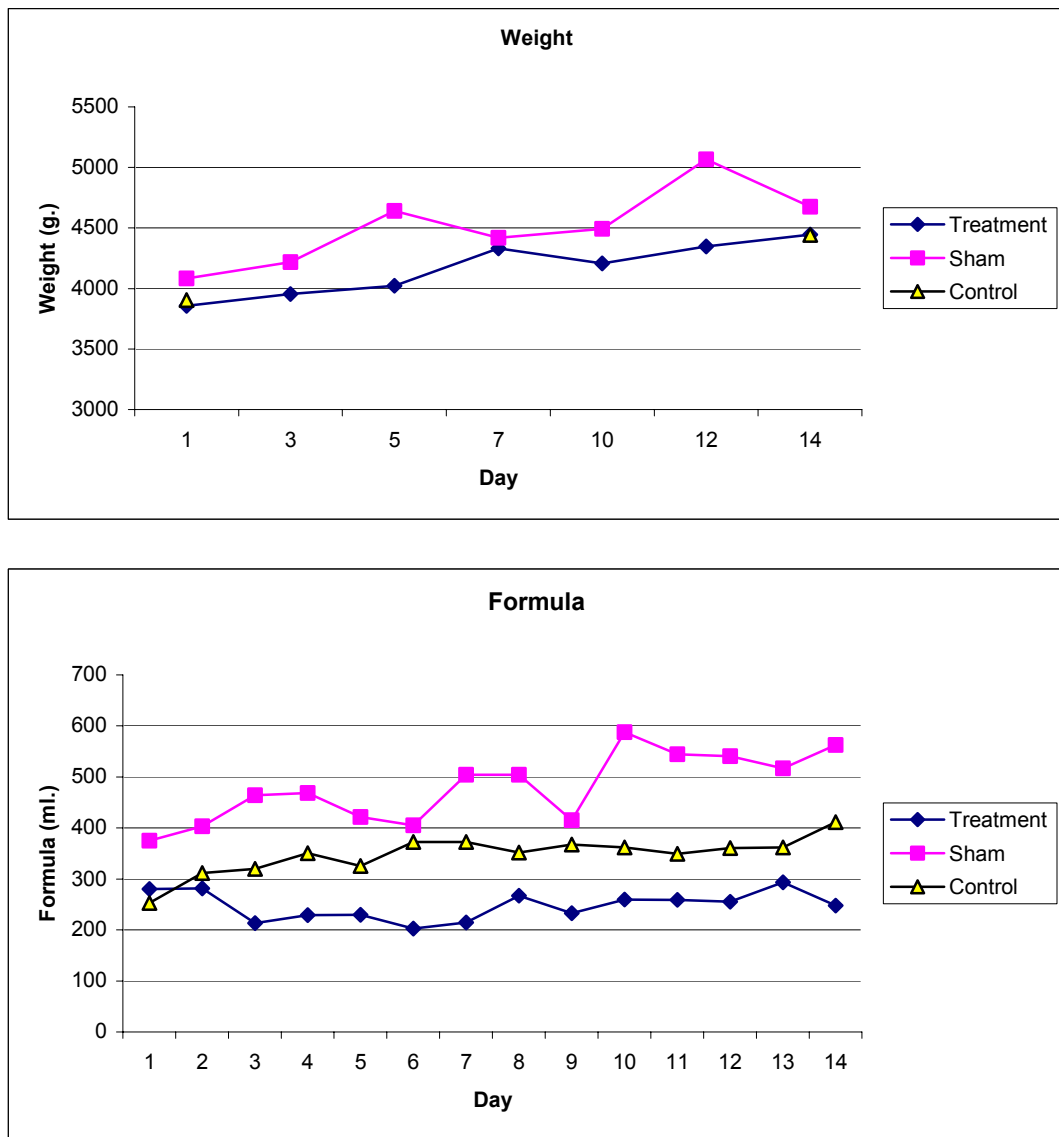 Weight
5500
5000
4500
4000
3500
3000
Weight (g.)
1 3 5 7 10 12 14
Day
Treatment
Sham
Control
Formula
700
600
500
400
300
200
100
0
Formula (ml.)
1 2 3 4 5 6 7 8 9 10 11 12 13 14
Day
Treatment
Sham
Control